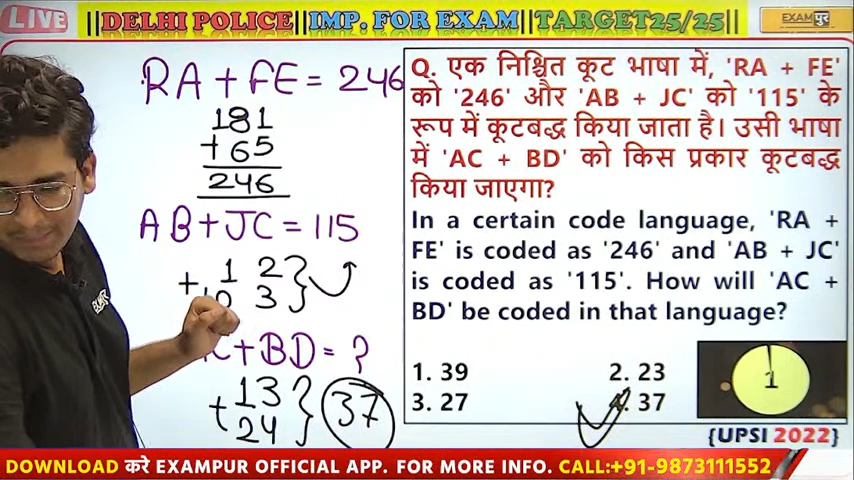 LIVE
||DELHI POLICE||IMP. FOR EXAM||TARGET25/25||
EXAMपुर
RA + FE = 246
181
+ 65
246
AB + JC = 115
+ 1 2
10 3
C + BD = ?
13
+ 24
37
Q. एक निश्चित कूट भाषा में, 'RA + FE'
को '246' और 'AB + JC' को '115' के
रूप में कूटबद्ध किया जाता है। उसी भाषा
में 'AC + BD' को किस प्रकार कूटबद्ध
किया जाएगा?
In a certain code language, 'RA +
FE' is coded as '246' and 'AB + JC'
is coded as '115'. How will 'AC +
BD' be coded in that language?
1. 39
2. 23
3. 27
4. 37
1
{UPSI 2022}
DOWNLOAD करे EXAMPUR OFFICIAL APP. FOR MORE INFO. CALL:+91-9873111552